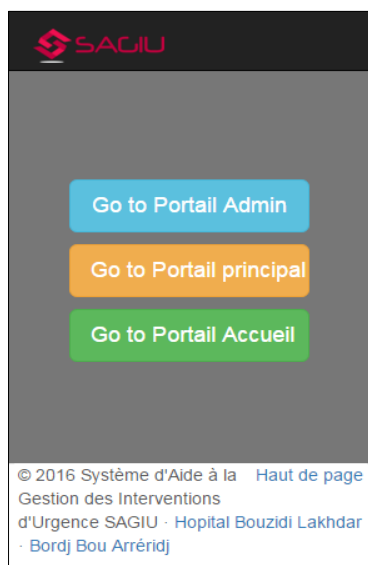 SAGIU
Go to Portail Admin
Go to Portail principal
Go to Portail Accueil
© 2016 Système d'Aide à la Haut de page
Gestion des Interventions
d'Urgence SAGIU · Hopital Bouzidi Lakhdar
· Bordj Bou Arréridj